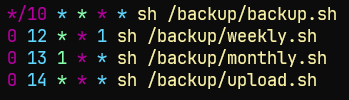 */10 * * * * sh /backup/backup.sh
0 12 * * 1 sh /backup/weekly.sh
0 13 1 * * sh /backup/monthly.sh
0 14 * * * sh /backup/upload.sh